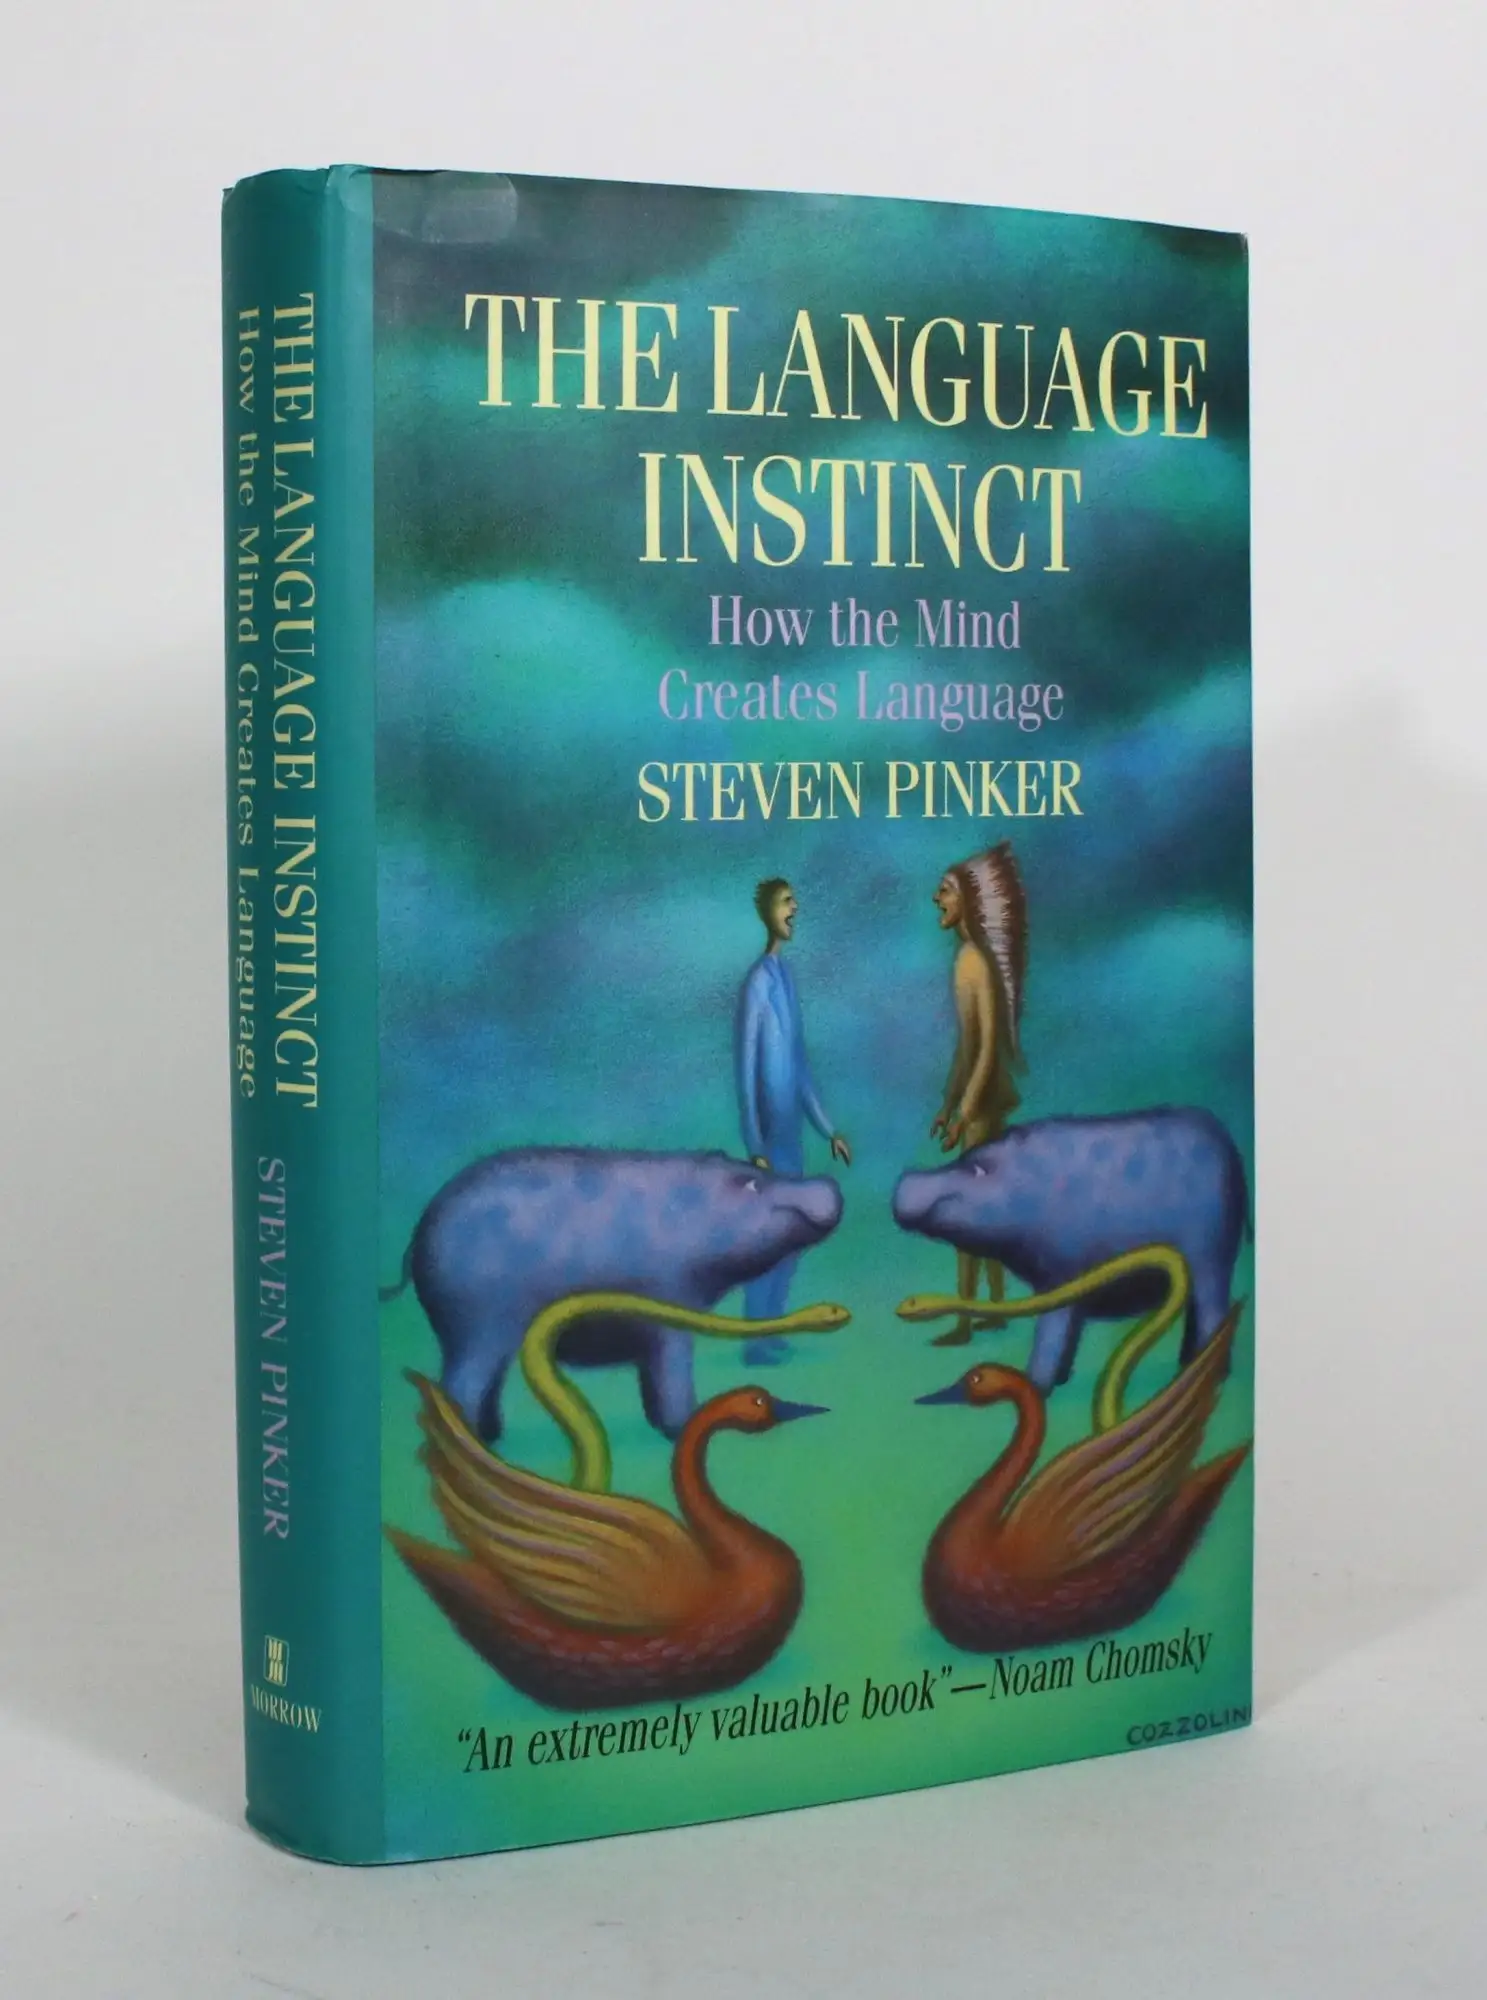 THE LANGUAGE INSTINCT
How the Mind Creates Language
STEVEN PINKER
MORROW
THE LANGUAGE
INSTINCT
How the Mind
Creates Language
STEVEN PINKER
“An extremely valuable book”—Noam Chomsky
COZZOLINI